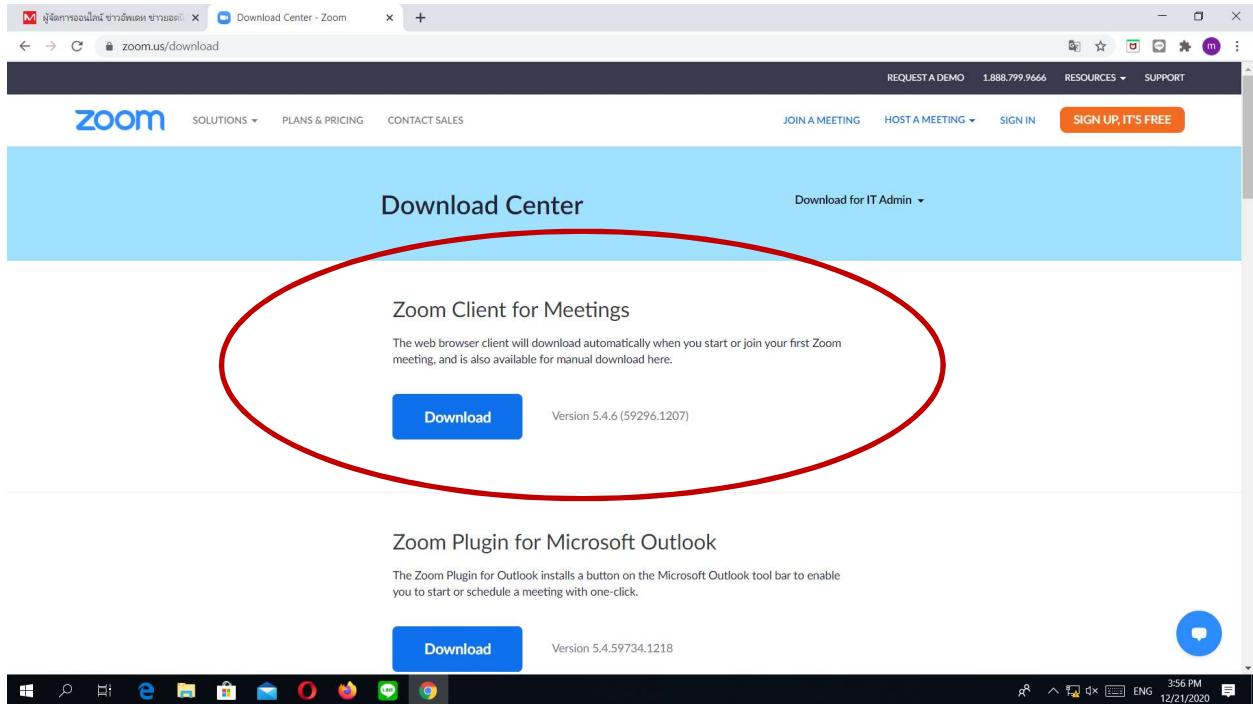 ผู้จัดการออนไลน์ ข่าวอัพเดท ข่าวยอดนิ
Download Center - Zoom
zoom.us/download
REQUEST A DEMO 1.888.799.9666 RESOURCES SUPPORT
zoom SOLUTIONS PLANS & PRICING CONTACT SALES JOIN A MEETING HOST A MEETING SIGN IN SIGN UP, IT'S FREE
Download Center Download for IT Admin
Zoom Client for Meetings
The web browser client will download automatically when you start or join your first Zoom
meeting, and is also available for manual download here.
Download Version 5.4.6 (59296.1207)
Zoom Plugin for Microsoft Outlook
The Zoom Plugin for Outlook installs a button on the Microsoft Outlook tool bar to enable
you to start or schedule a meeting with one-click.
Download Version 5.4.59734.1218
ENG 3:56 PM
12/21/2020